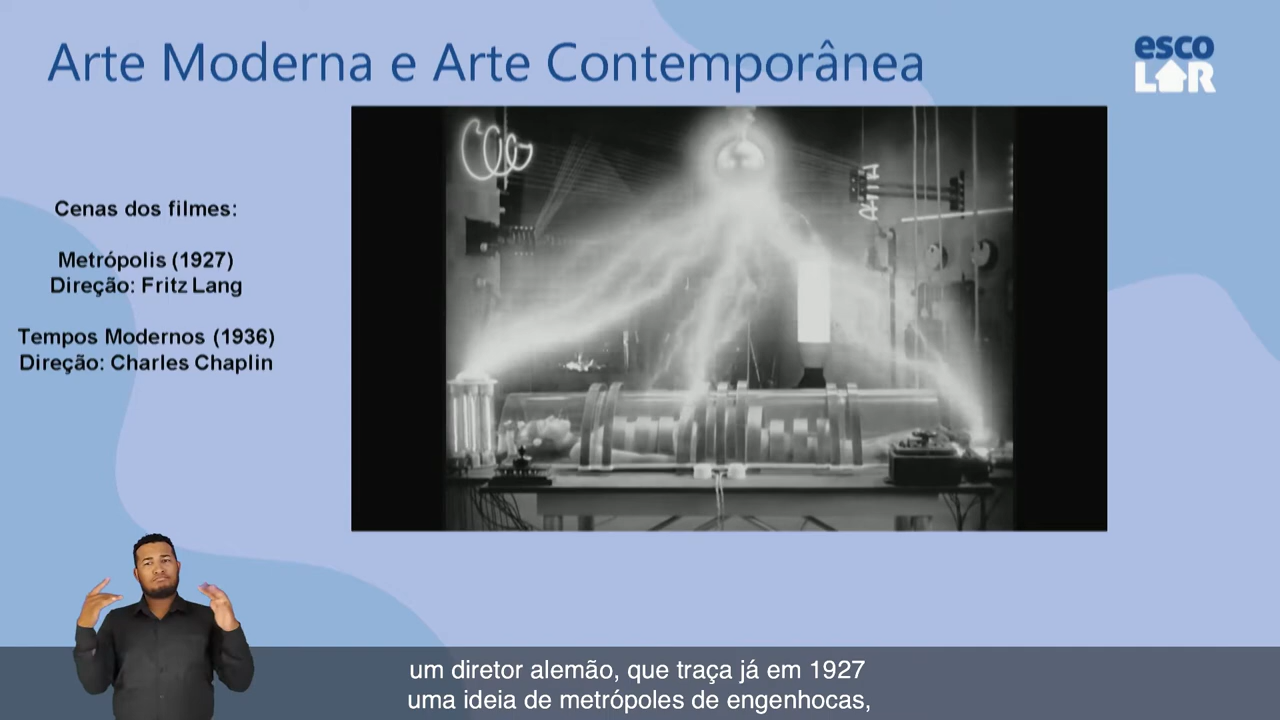 Arte Moderna e Arte Contemporânea
esco
LAR
Cenas dos filmes:
Metrópolis (1927)
Direção: Fritz Lang
Tempos Modernos (1936)
Direção: Charles Chaplin
um diretor alemão, que traça já em 1927
uma ideia de metrópoles de engenhocas,